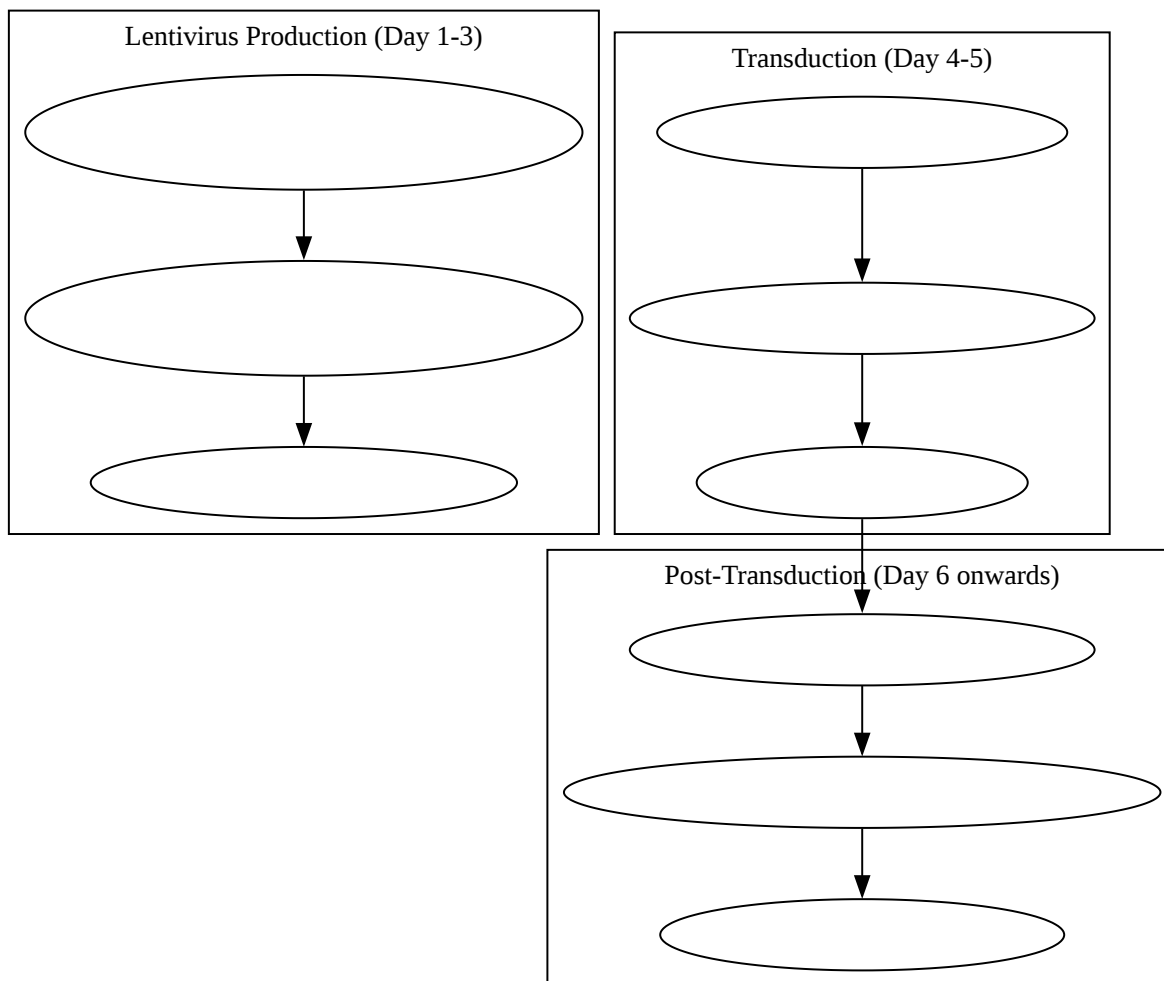 Lentivirus Production (Day 1-3)
Transduction (Day 4-5)
Post-Transduction (Day 6 onwards)